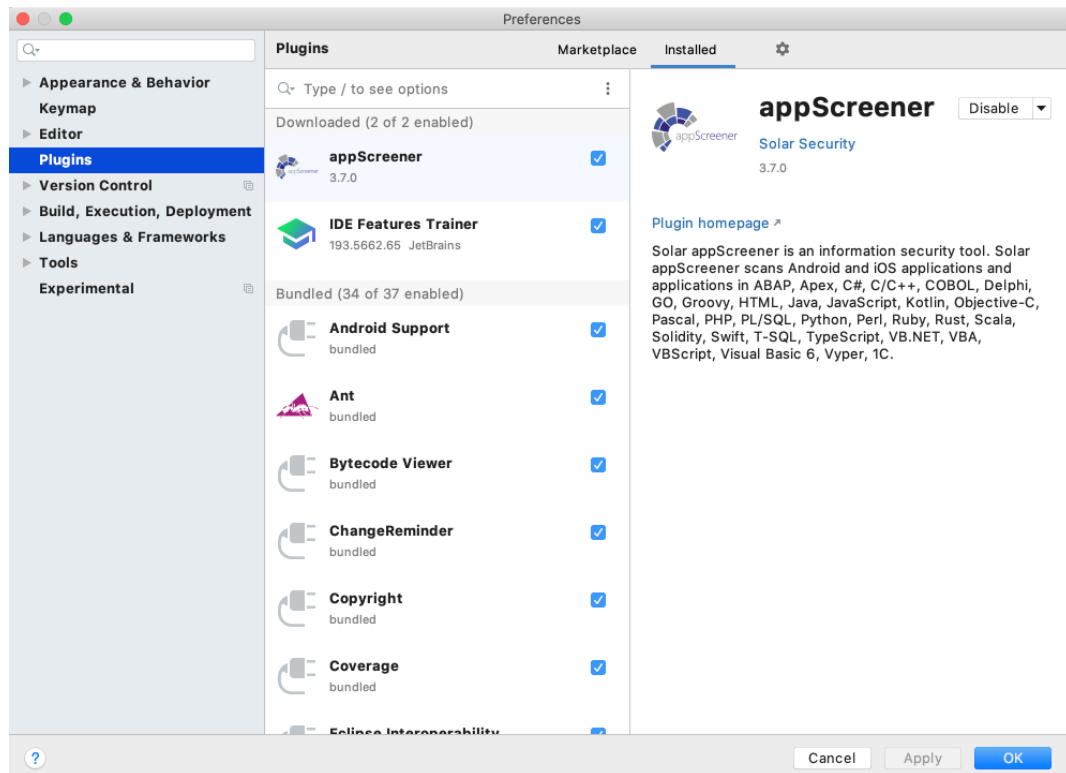 Preferences
Plugins
Marketplace
Installed
Appearance & Behavior
Keymap
Editor
Plugins
Version Control
Build, Execution, Deployment
Languages & Frameworks
Tools
Experimental
Type / to see options
Downloaded (2 of 2 enabled)
appScreener
appScreener
3.7.0
IDE Features Trainer
193.5662.65 JetBrains
Bundled (34 of 37 enabled)
Android Support
bundled
Ant
bundled
Bytecode Viewer
bundled
ChangeReminder
bundled
Copyright
bundled
Coverage
bundled
Eclipse Interoperability
appScreener
appScreener
Disable
Solar Security
3.7.0
Plugin homepage ↗
Solar appScreener is an information security tool. Solar
appScreener scans Android and iOS applications and
applications in ABAP, Apex, C#, C/C++, COBOL, Delphi,
GO, Groovy, HTML, Java, JavaScript, Kotlin, Objective-C,
Pascal, PHP, PL/SQL, Python, Perl, Ruby, Rust, Scala,
Solidity, Swift, T-SQL, TypeScript, VB.NET, VBA,
VBScript, Visual Basic 6, Vyper, 1C.
?
Cancel
Apply
OK